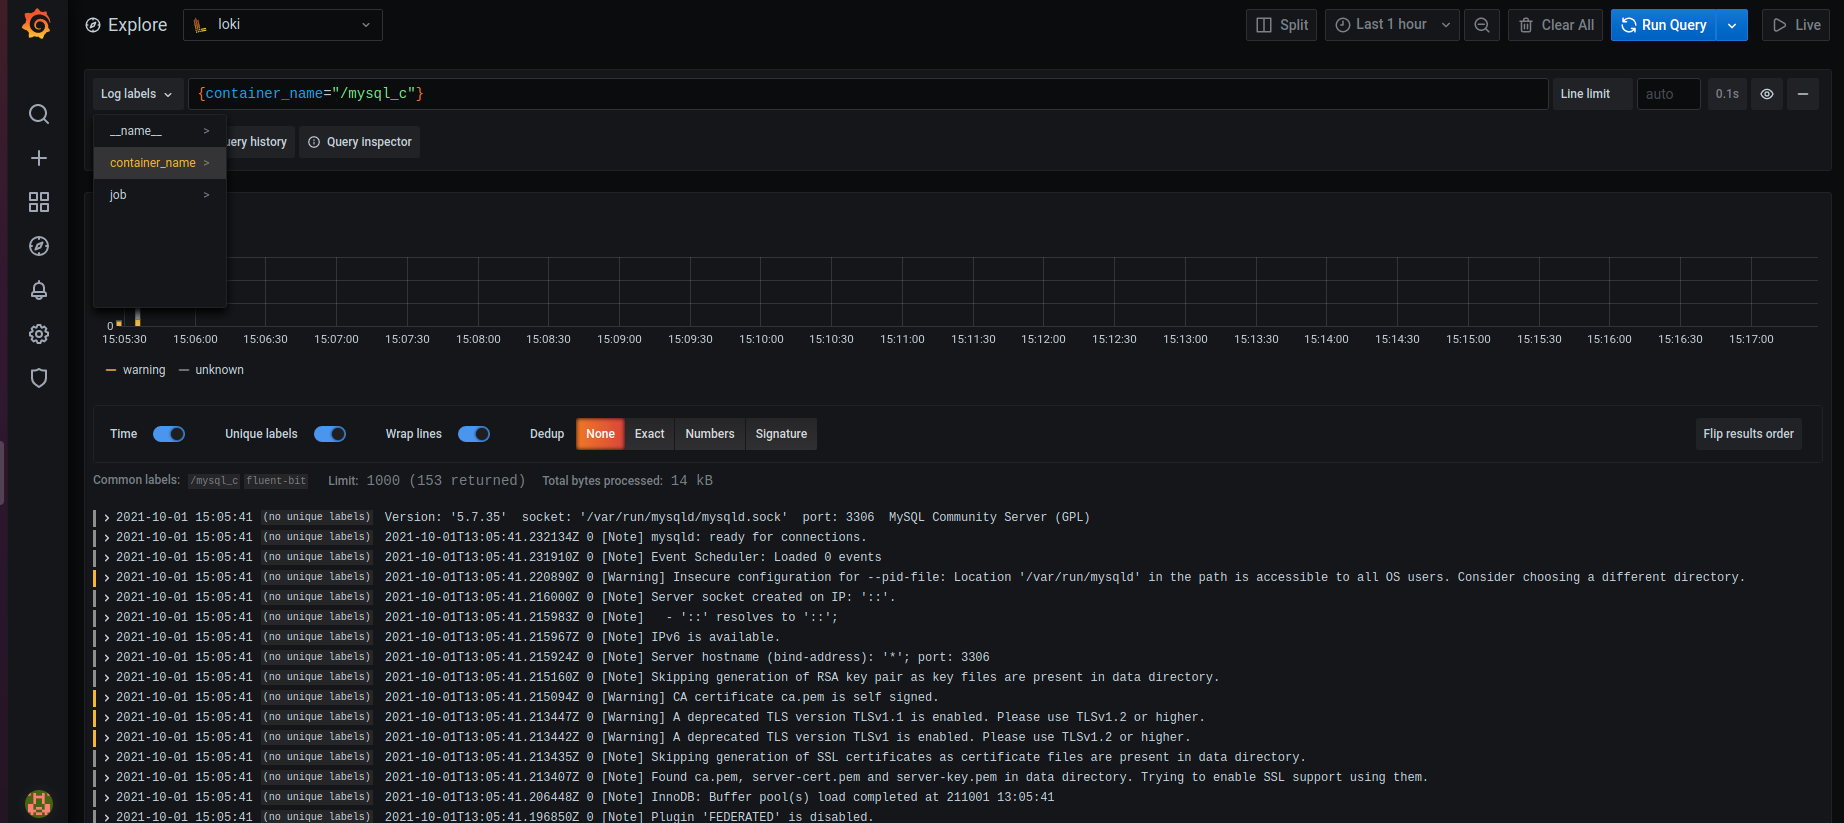 Explore loki Split Last 1 hour Clear All Run Query Live
Log labels {container_name="/mysql_c"} Line limit auto 0.1s
__name__ >
uery history Query inspector
container_name >
job >
0
15:05:30 15:06:00 15:06:30 15:07:00 15:07:30 15:08:00 15:08:30 15:09:00 15:09:30 15:10:00 15:10:30 15:11:00 15:11:30 15:12:00 15:12:30 15:13:00 15:13:30 15:14:00 15:14:30 15:15:00 15:15:30 15:16:00 15:16:30 15:17:00
warning unknown
Time Unique labels Wrap lines Dedup None Exact Numbers Signature Flip results order
Common labels: /mysql_c fluent-bit Limit: 1000 (153 returned) Total bytes processed: 14 kB
> 2021-10-01 15:05:41 (no unique labels) Version: '5.7.35' socket: '/var/run/mysqld/mysqld.sock' port: 3306 MySQL Community Server (GPL)
> 2021-10-01 15:05:41 (no unique labels) 2021-10-01T13:05:41.232134Z 0 [Note] mysqld: ready for connections.
> 2021-10-01 15:05:41 (no unique labels) 2021-10-01T13:05:41.231910Z 0 [Note] Event Scheduler: Loaded 0 events
> 2021-10-01 15:05:41 (no unique labels) 2021-10-01T13:05:41.220890Z 0 [Warning] Insecure configuration for --pid-file: Location '/var/run/mysqld' in the path is accessible to all OS users. Consider choosing a different directory.
> 2021-10-01 15:05:41 (no unique labels) 2021-10-01T13:05:41.216000Z 0 [Note] Server socket created on IP: '::'.
> 2021-10-01 15:05:41 (no unique labels) 2021-10-01T13:05:41.215983Z 0 [Note] - '::' resolves to '::';
> 2021-10-01 15:05:41 (no unique labels) 2021-10-01T13:05:41.215967Z 0 [Note] IPv6 is available.
> 2021-10-01 15:05:41 (no unique labels) 2021-10-01T13:05:41.215924Z 0 [Note] Server hostname (bind-address): '*'; port: 3306
> 2021-10-01 15:05:41 (no unique labels) 2021-10-01T13:05:41.215160Z 0 [Note] Skipping generation of RSA key pair as key files are present in data directory.
> 2021-10-01 15:05:41 (no unique labels) 2021-10-01T13:05:41.215094Z 0 [Warning] CA certificate ca.pem is self signed.
> 2021-10-01 15:05:41 (no unique labels) 2021-10-01T13:05:41.213447Z 0 [Warning] A deprecated TLS version TLSv1.1 is enabled. Please use TLSv1.2 or higher.
> 2021-10-01 15:05:41 (no unique labels) 2021-10-01T13:05:41.213442Z 0 [Warning] A deprecated TLS version TLSv1 is enabled. Please use TLSv1.2 or higher.
> 2021-10-01 15:05:41 (no unique labels) 2021-10-01T13:05:41.213435Z 0 [Note] Skipping generation of SSL certificates as certificate files are present in data directory.
> 2021-10-01 15:05:41 (no unique labels) 2021-10-01T13:05:41.213407Z 0 [Note] Found ca.pem, server-cert.pem and server-key.pem in data directory. Trying to enable SSL support using them.
> 2021-10-01 15:05:41 (no unique labels) 2021-10-01T13:05:41.206448Z 0 [Note] InnoDB: Buffer pool(s) load completed at 211001 13:05:41
> 2021-10-01 15:05:41 (no unique labels) 2021-10-01T13:05:41.196850Z 0 [Note] Plugin 'FEDERATED' is disabled.